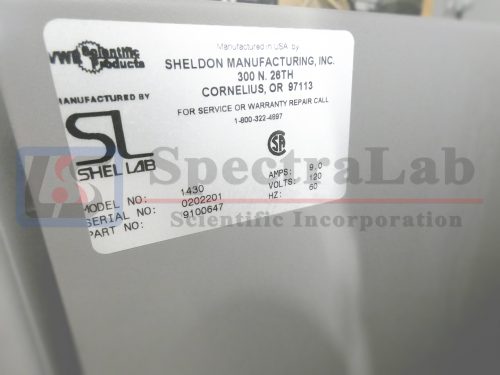 VWR Scientific Products
Manufactured in USA by
SHELDON MANUFACTURING, INC.
300 N. 26TH
CORNELIUS, OR 97113
FOR SERVICE OR WARRANTY REPAIR CALL
1-800-322-4897
MANUFACTURED BY
SL
SHEL LAB
SA
MODEL NO: 1430
SERIAL NO: 0202201
PART NO: 9100647
AMPS: 9.0
VOLTS: 120
HZ: 60
SpectraLab
Scientific Incorporation